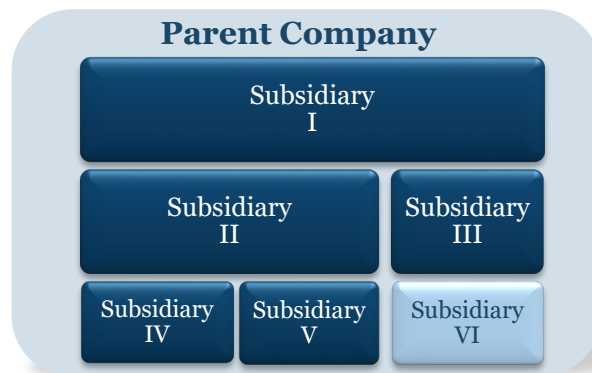 Parent Company
Subsidiary
I
Subsidiary
II
Subsidiary
III
Subsidiary
IV
Subsidiary
V
Subsidiary
VI